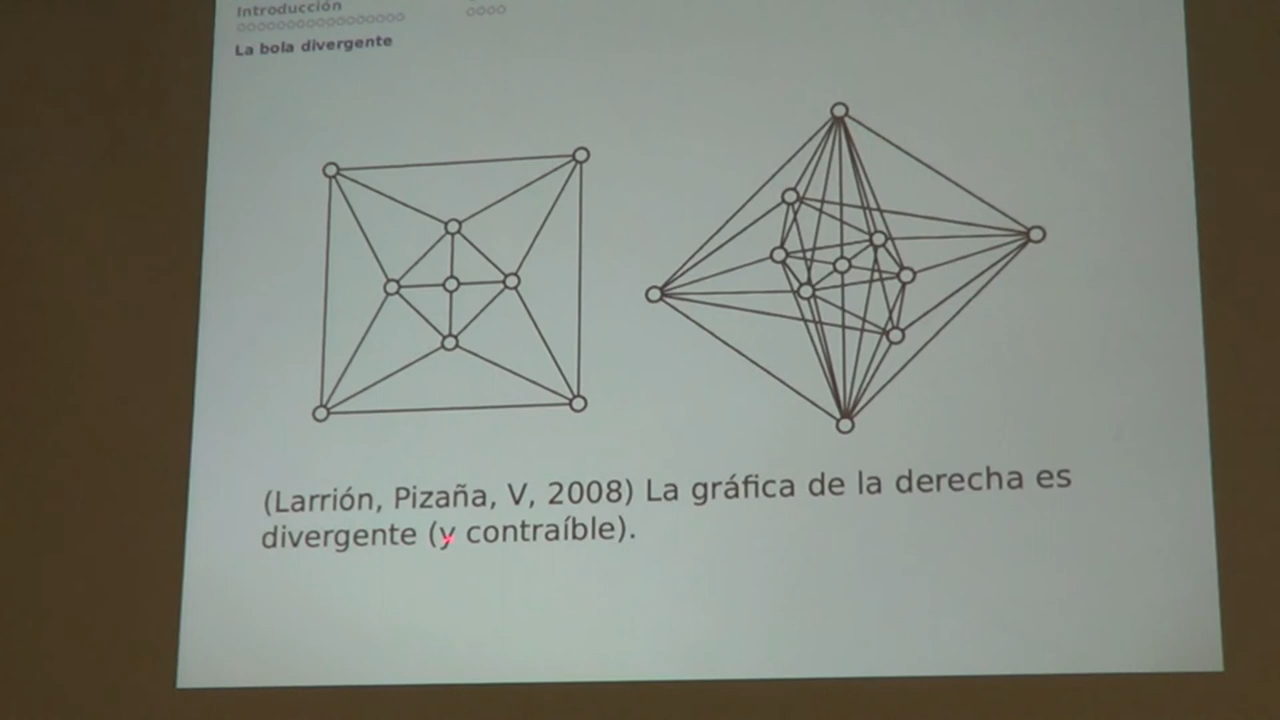 Introducción
La bola divergente
(Larrión, Pizaña, V, 2008) La gráfica de la derecha es
divergente (y contraíble).